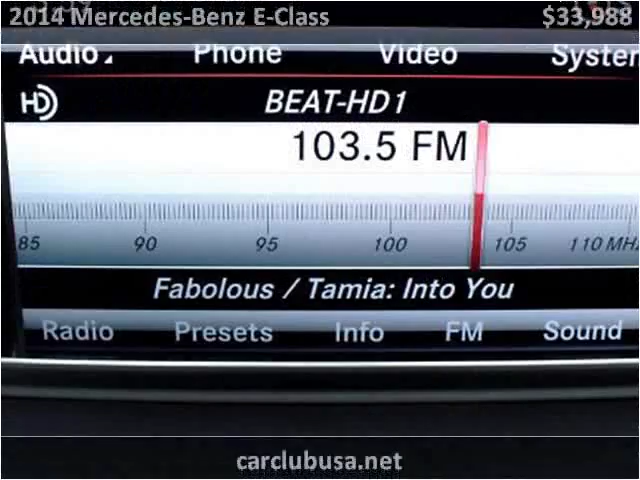 2014 Mercedes-Benz E-Class $33,988
Audio Phone Video System
HD BEAT-HD1
103.5 FM
85 90 95 100 105 110 MHz
Fabolous / Tamia: Into You
Radio Presets Info FM Sound
carclubusa.net